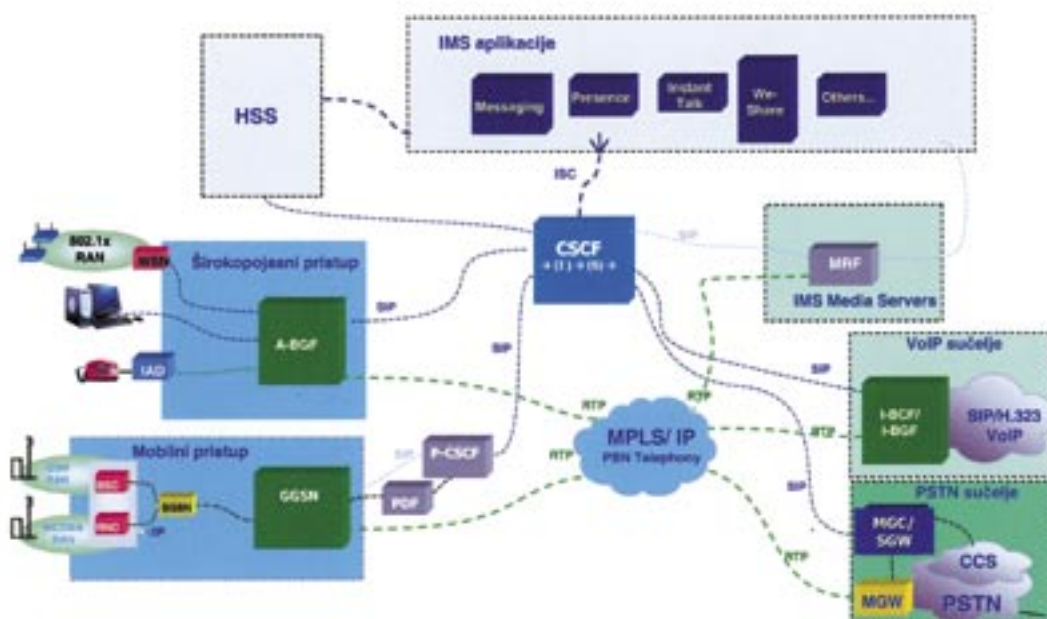 IMS aplikacije
HSS
Messaging
Presence
Instant
Talk
We-
Share
Others...
ISC
802.1x
RAN
WSN
Širokopojasni pristup
CSCF
SIP
MRF
IMS Media Servers
A-BGF
SIP
SIP
IAD
VoIP sučelje
SIP
RTP
RTP
I-BCF/
I-BGF
SIP/H.323
VoIP
MPLS/ IP
PBN Telephony
RTP
Mobilni pristup
P-CSCF
SIP
RTP
GGSN
PDF
SIP
PSTN sučelje
MGC/
SGW
CCS
RTP
MGW
PSTN